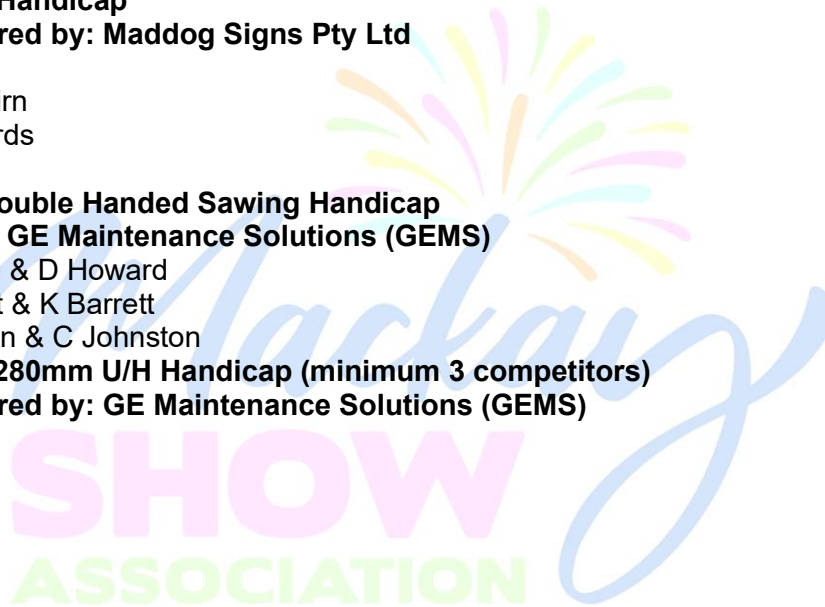 Handicap
red by: Maddog Signs Pty Ltd
irn
rds
ouble Handed Sawing Handicap
GE Maintenance Solutions (GEMS)
& D Howard
t & K Barrett
n & C Johnston
280mm U/H Handicap (minimum 3 competitors)
red by: GE Maintenance Solutions (GEMS)
Mackay
SHOW
ASSOCIATION